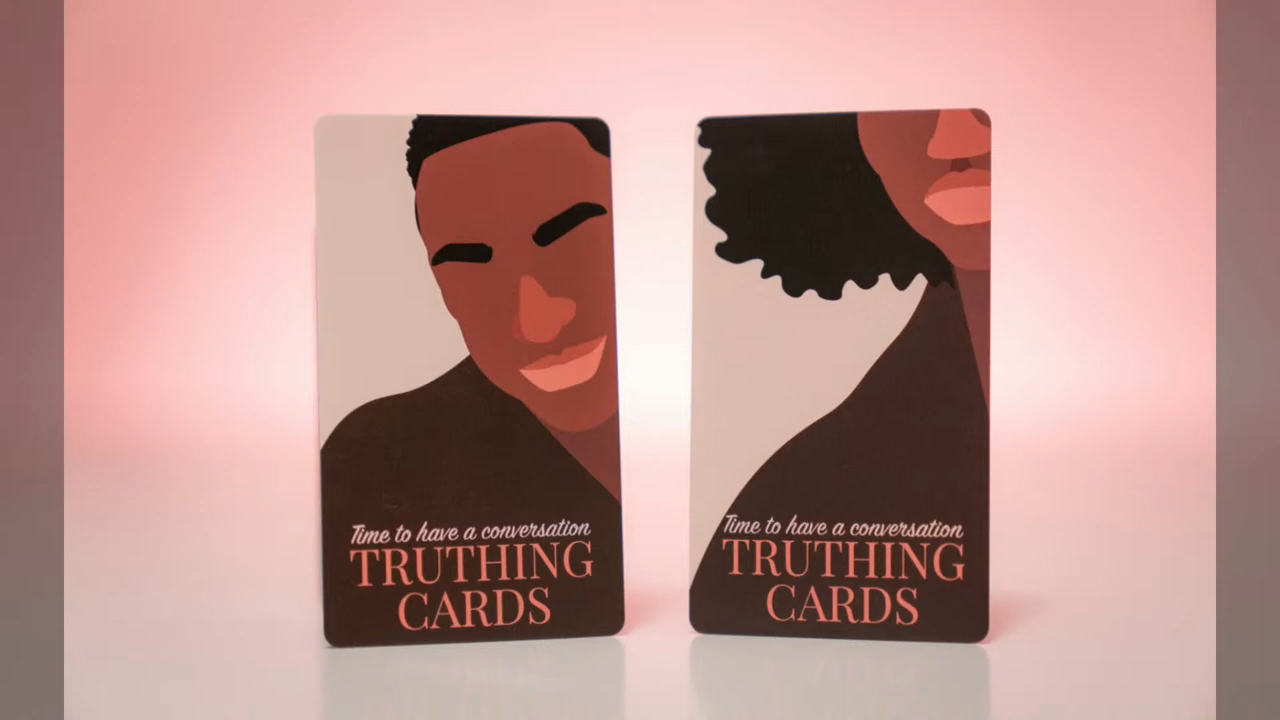 Time to have a conversation
TRUTHING
CARDS
Time to have a conversation
TRUTHING
CARDS